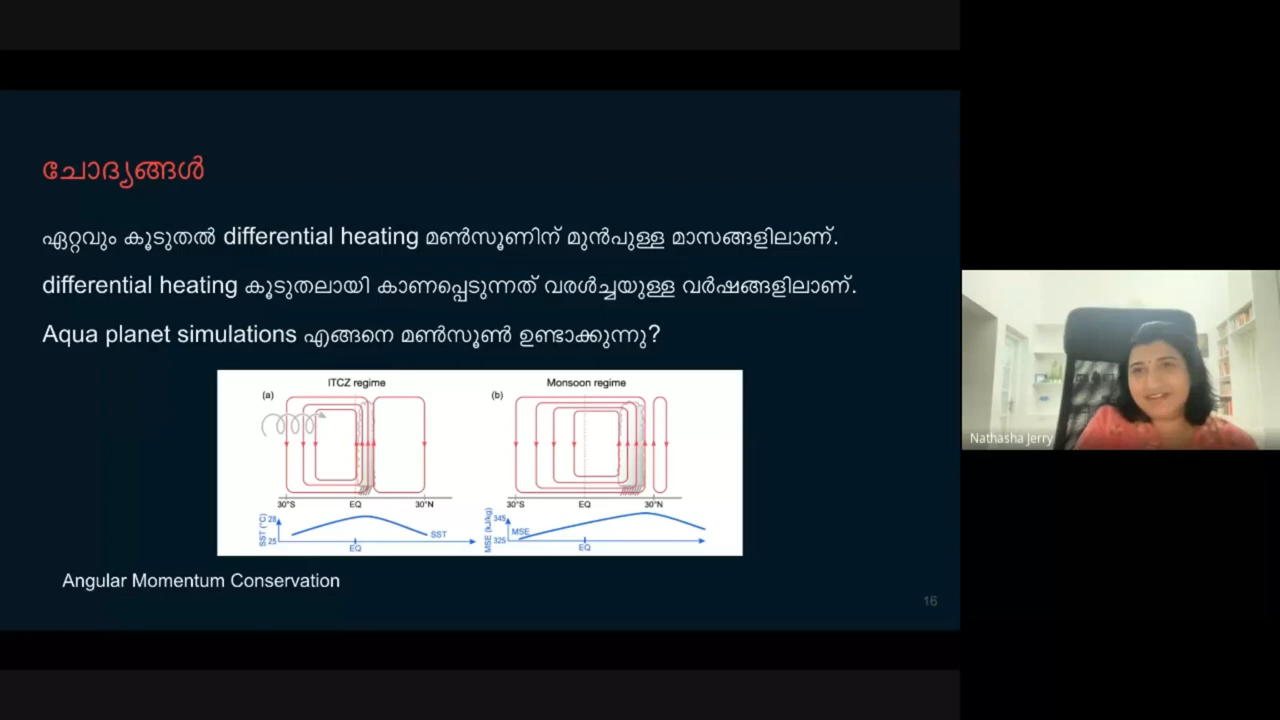 ചോദ്യങ്ങൾ
ഏറ്റവും കൂടുതൽ differential heating മൺസൂണിന് മുൻപുള്ള മാസങ്ങളിലാണ്.
differential heating കൂടുതലായി കാണപ്പെടുന്നത് വരൾച്ചയുള്ള വർഷങ്ങളിലാണ്.
Aqua planet simulations എങ്ങനെ മൺസൂൺ ഉണ്ടാക്കുന്നു?
ITCZ regime
Monsoon regime
(a)
(b)
30°S EQ 30°N
30°S EQ 30°N
SST (°C)
28
25
SST
EQ
MSE (kJ/kg)
345
325
MSE
EQ
Angular Momentum Conservation
16
Nathasha Jerry